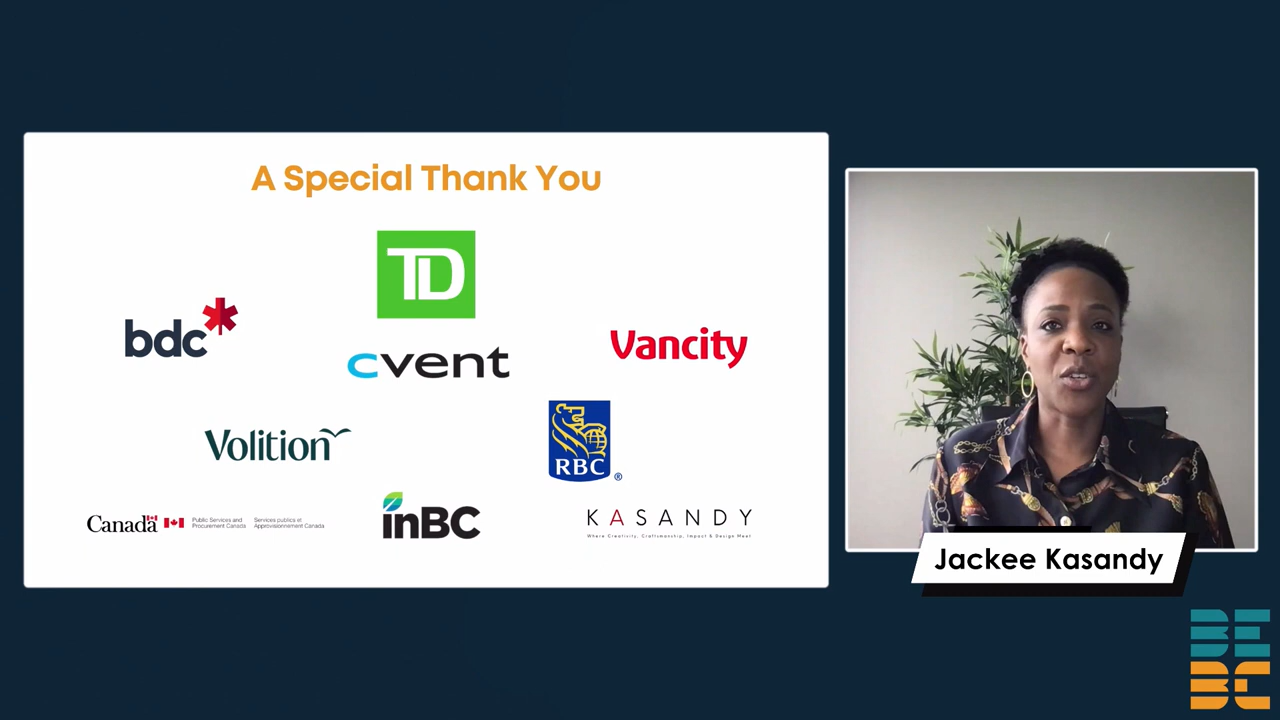 A Special Thank You
TD
bdc
cvent
Vancity
Volition
RBC
®
Canada
Public Services and
Procurement Canada
Services publics et
Approvisionnement Canada
inBC
KASANDY
Where Creativity, Craftsmanship, Impact & Design Meet
Jackee Kasandy
BE
BC